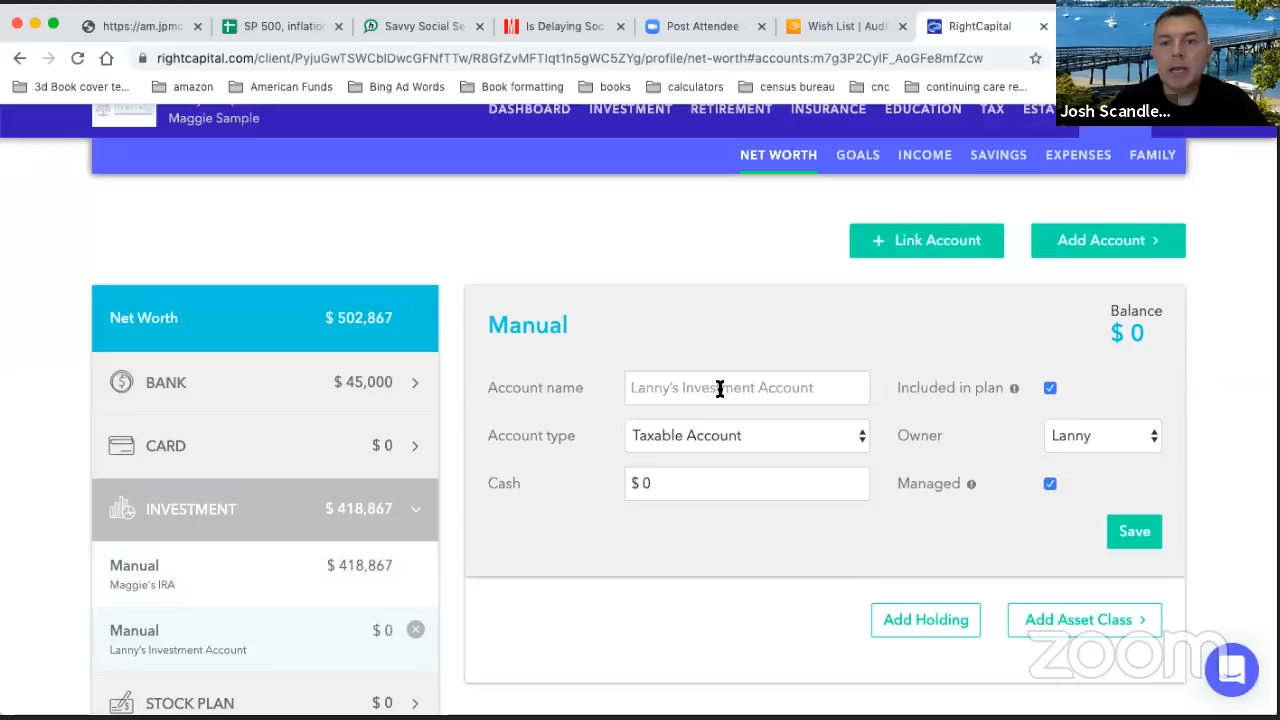 https://am.jpmo
SP 500, inflatio
Savvy Social Se
Is Delaying Soc
Post Attendee
Wish List | Audi
RightCapital
rightcapital.com/client/PyjuGwTSWCblDw3GFNfTTw/R8GfZvMFTIqt1n5gWC5ZYg/profile/net-worth#accounts:m7g3P2CylF_AoGFe8mfZcw
3d Book cover te...
amazon
American Funds
Bing Ad Words
Book formatting
books
calculators
census bureau
cnc
continuing care re...
Josh Scandle...
Maggie Sample
DASHBOARD INVESTMENT RETIREMENT INSURANCE EDUCATION TAX ESTA
NET WORTH GOALS INCOME SAVINGS EXPENSES FAMILY
+ Link Account
Add Account >
Net Worth $ 502,867
BANK $ 45,000
CARD $ 0
INVESTMENT $ 418,867
Manual $ 418,867
Maggie's IRA
Manual $ 0
Lanny's Investment Account
STOCK PLAN $ 0
Manual
Balance
$ 0
Account name Lanny's Investment Account Included in plan
Account type Taxable Account Owner Lanny
Cash $ 0 Managed
Save
Add Holding
Add Asset Class >
zoom